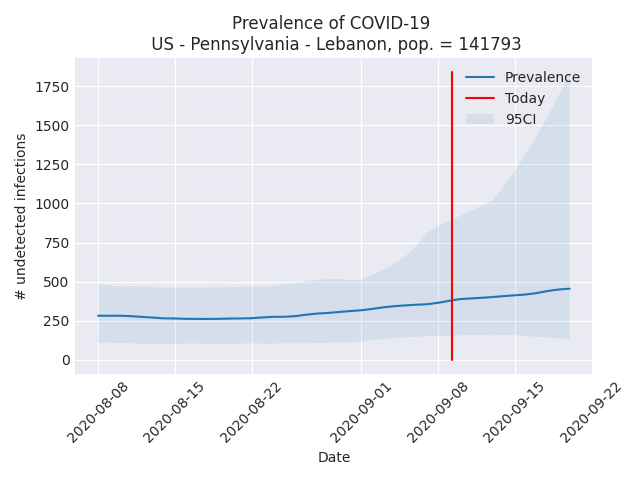 Prevalence of COVID-19
US - Pennsylvania - Lebanon, pop. = 141793
# undetected infections
1750
1500
1250
1000
750
500
250
0
Prevalence
Today
95CI
2020-08-08
2020-08-15
2020-08-22
2020-09-01
2020-09-08
2020-09-15
2020-09-22
Date